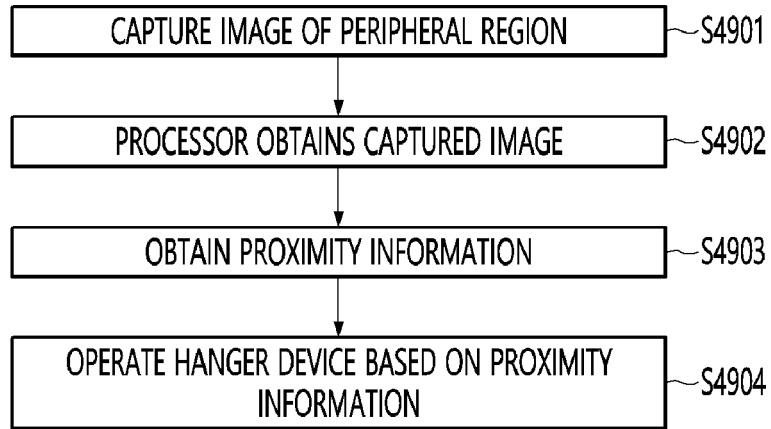 CAPTURE IMAGE OF PERIPHERAL REGION S4901
PROCESSOR OBTAINS CAPTURED IMAGE S4902
OBTAIN PROXIMITY INFORMATION S4903
OPERATE HANGER DEVICE BASED ON PROXIMITY
INFORMATION
S4904